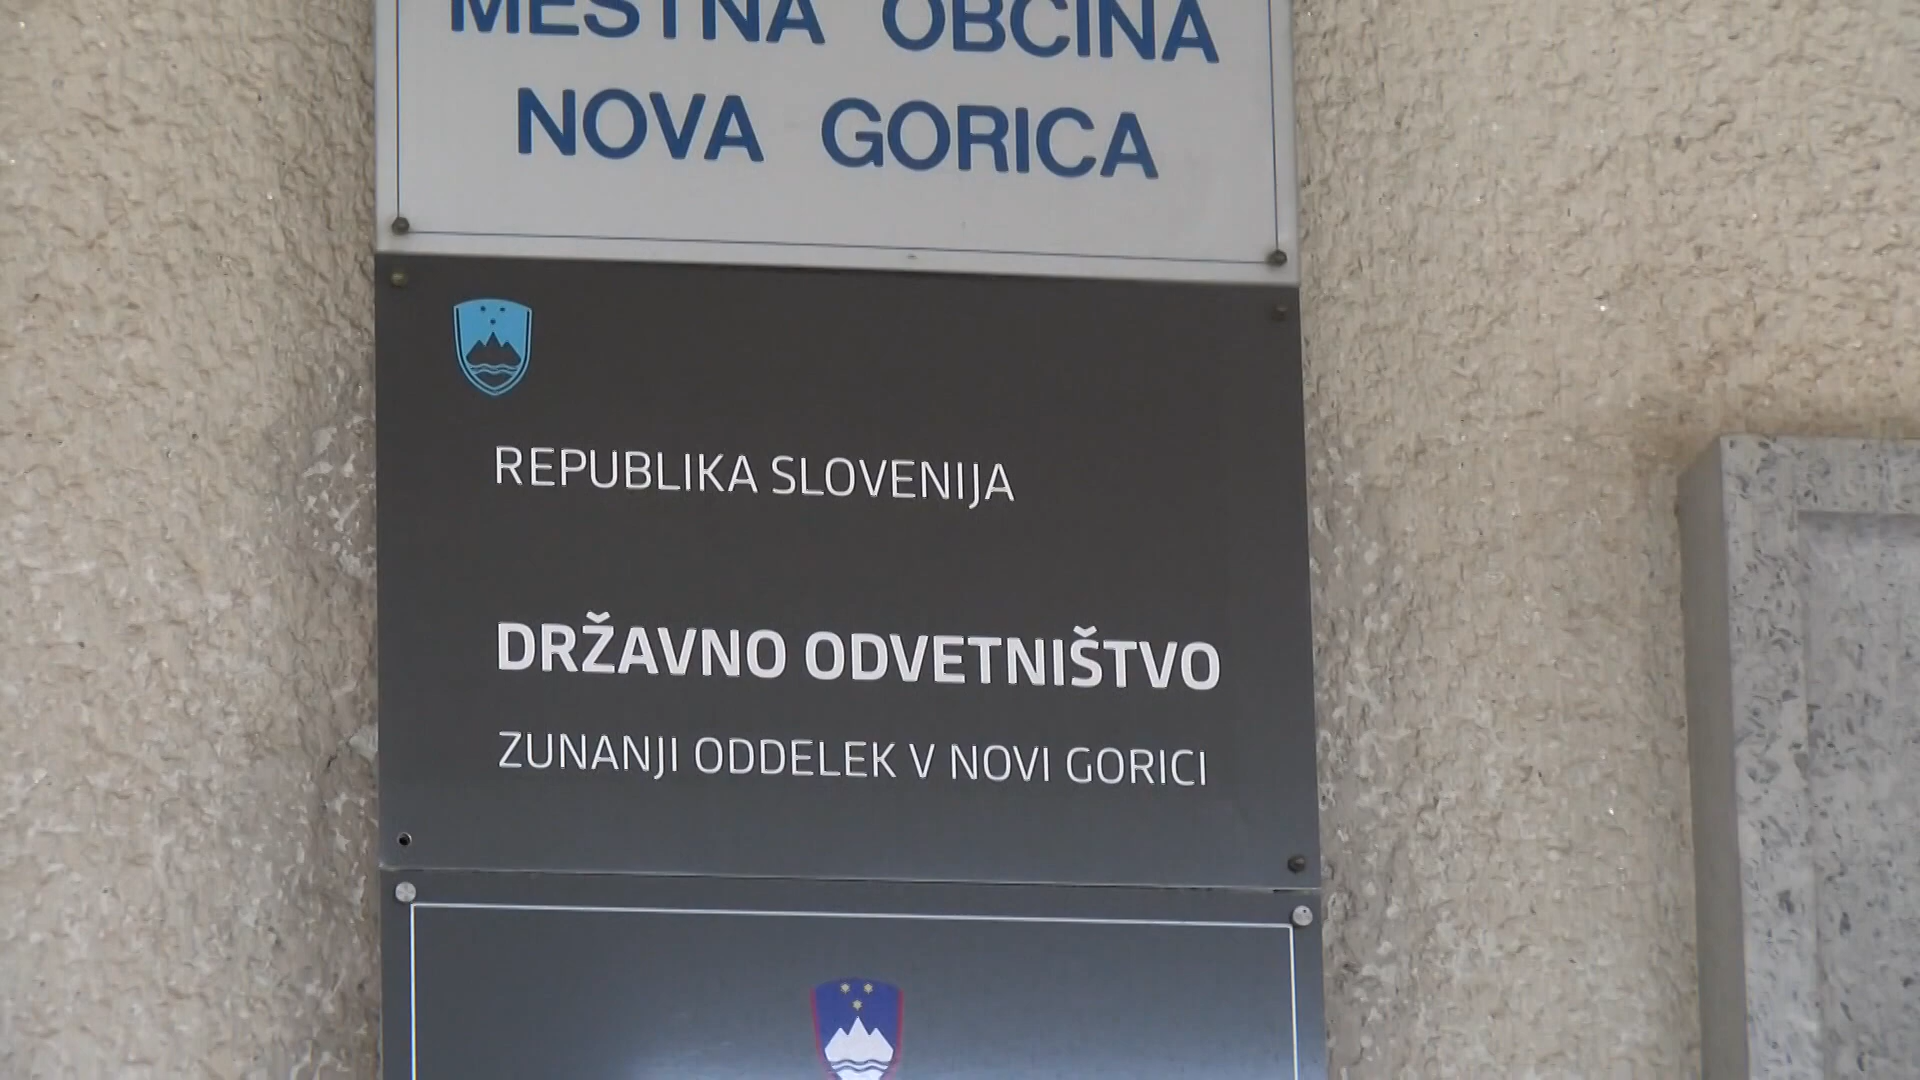 MESTNA OBČINA
NOVA GORICA
REPUBLIKA SLOVENIJA
DRŽAVNO ODVETNIŠTVO
ZUNANJI ODDELEK V NOVI GORICI